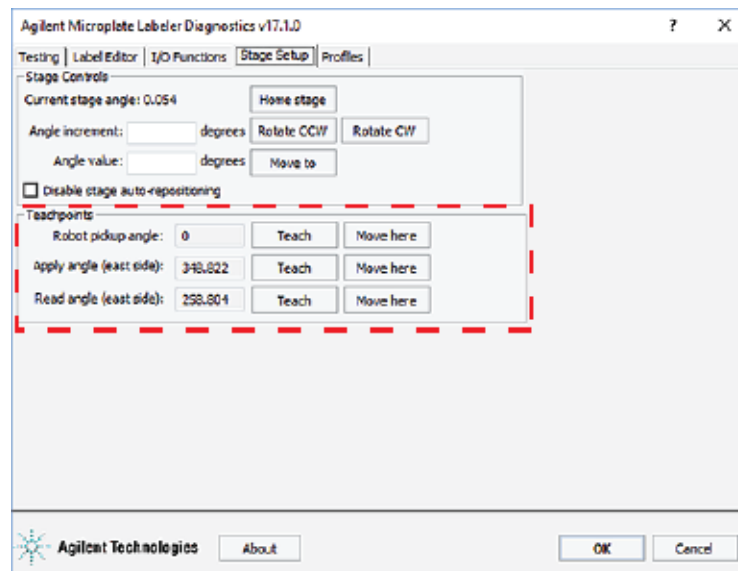 Agilent Microplate Labeler Diagnostics v17.1.0 ? X
Testing Label Editor I/O Functions Stage Setup Profiles
Stage Controls
Current stage angle: 0.054 Home stage
Angle increment: degrees Rotate CCW Rotate CW
Angle value: degrees Move to
Disable stage auto-repositioning
Teachpoints
Robot pickup angle: 0 Teach Move here
Apply angle (east side): 348.822 Teach Move here
Read angle (east side): 258.804 Teach Move here
Agilent Technologies About OK Cancel